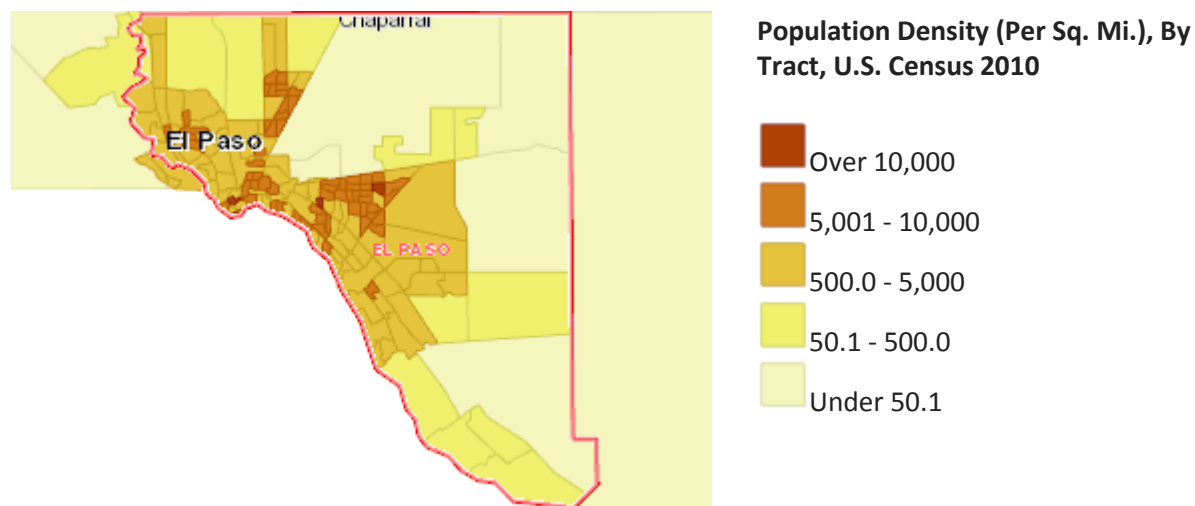 Chaparral
El Paso
EL PASO
Population Density (Per Sq. Mi.), By
Tract, U.S. Census 2010
Over 10,000
5,001 - 10,000
500.0 - 5,000
50.1 - 500.0
Under 50.1